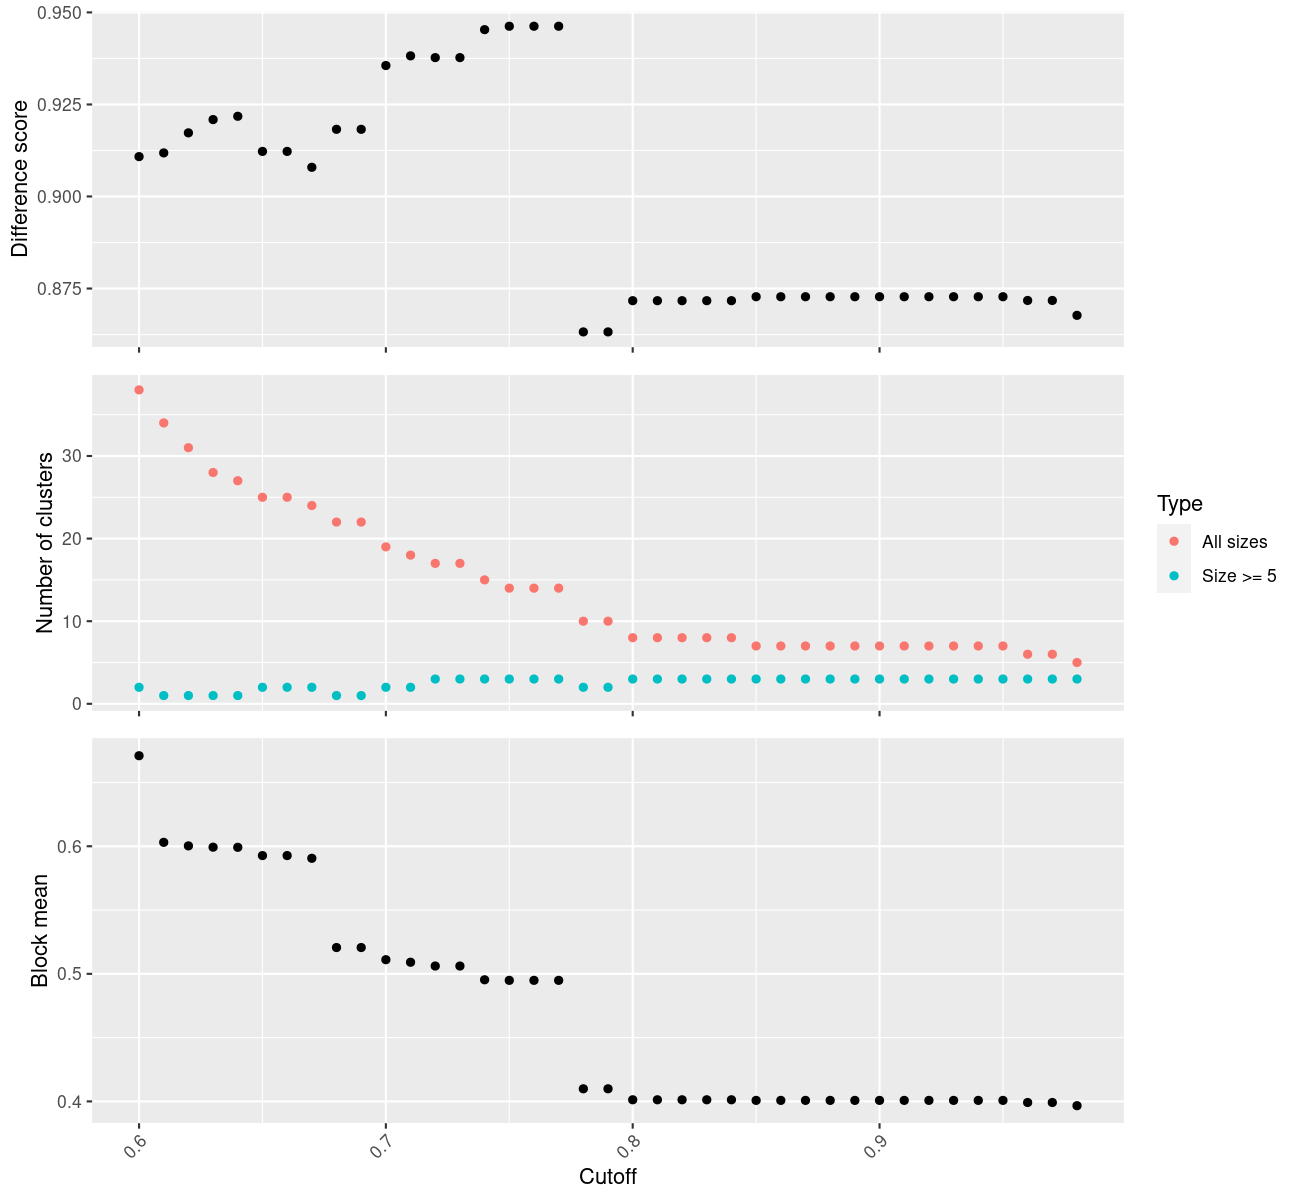 Difference score
0.950
0.925
0.900
0.875
Number of clusters
30
20
10
0
Type
All sizes
Size >= 5
Block mean
0.6
0.5
0.4
0.6
0.7
0.8
0.9
Cutoff